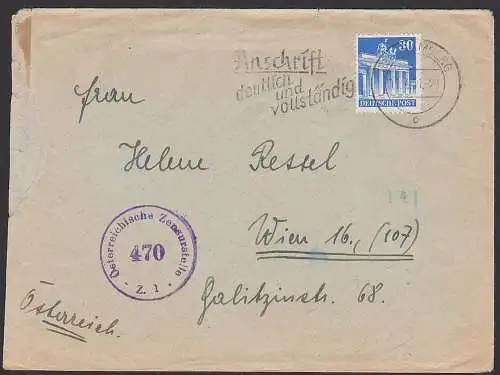 Anschrift
deutlich
und
vollständig
30
DEUTSCHE POST
c
Frau
Helene Ressel
141
Wien 16., (107)
Österreichische Zensurstelle
470
· Z. 1 ·
Galitzinstr. 68.
Österreich.